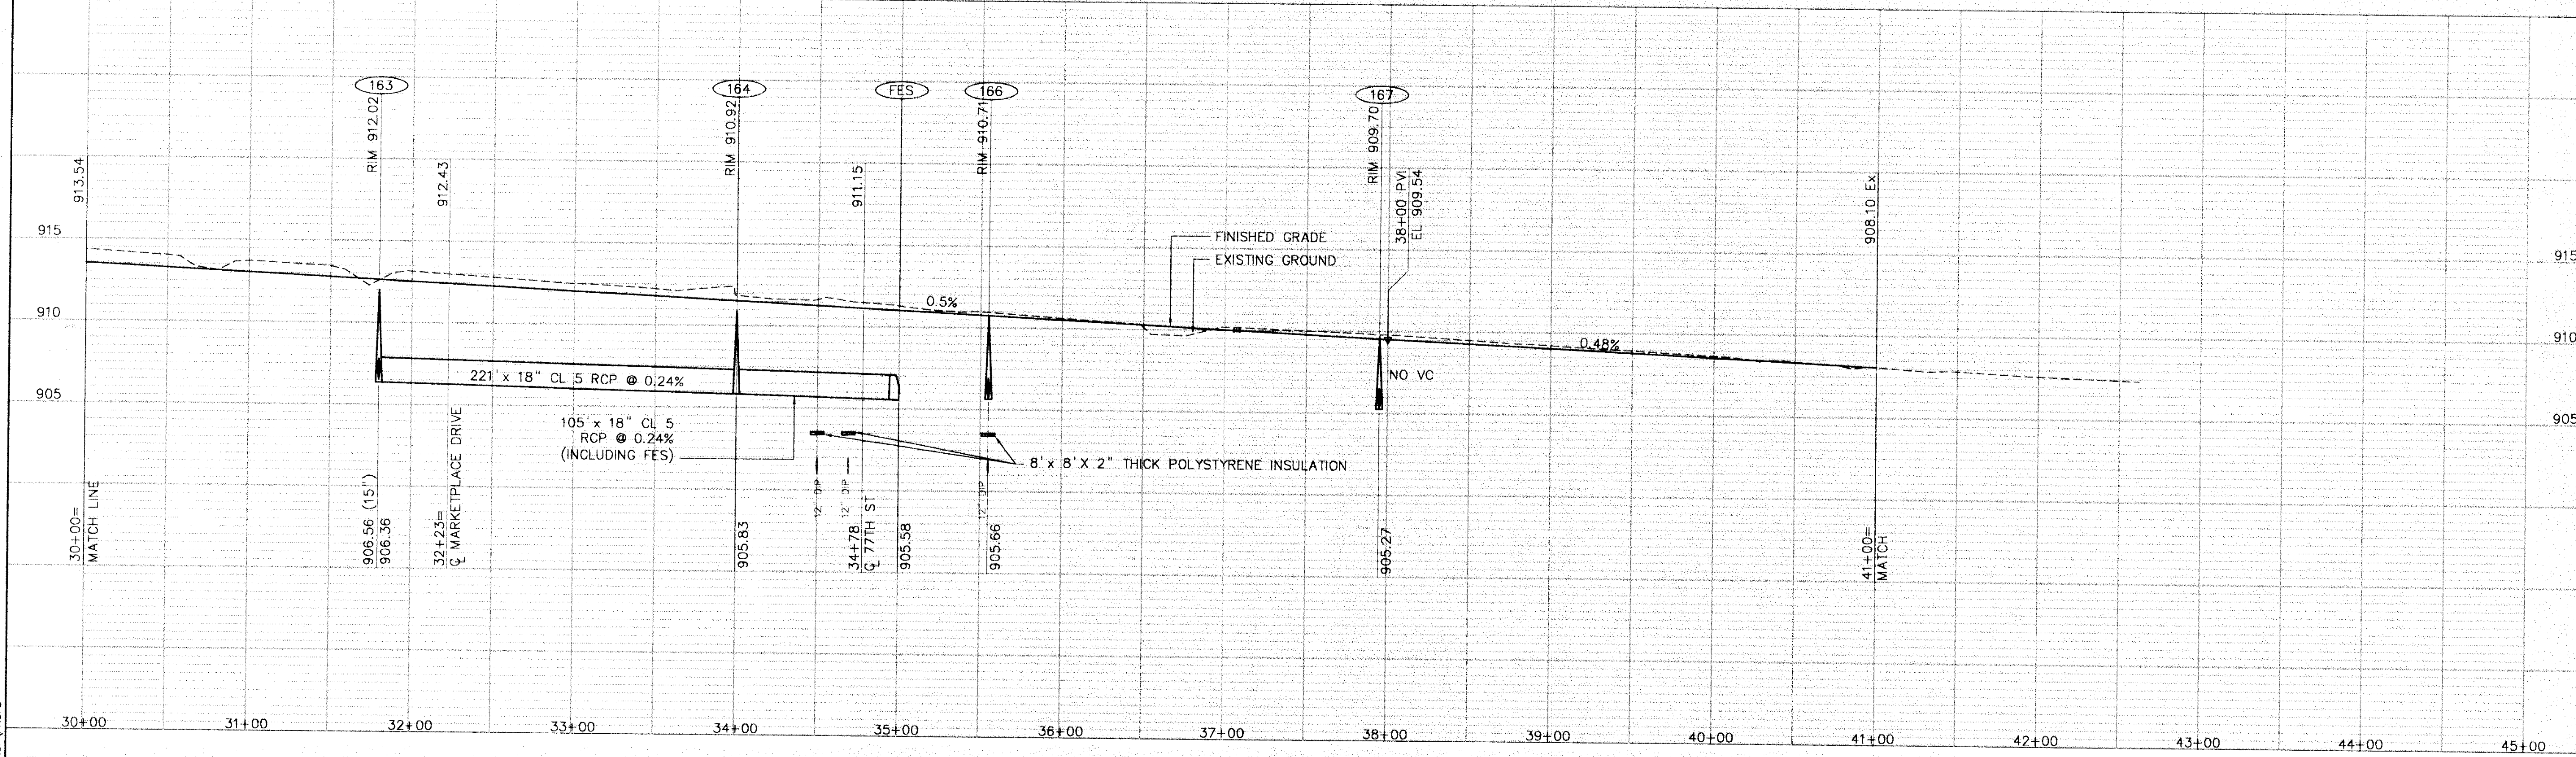 163
164
FES
166
167
913.54
RIM 912.02
912.43
RIM 910.92
911.15
RIM 910.71
RIM 909.70
38+00 PVI
EL 909.54
908.10 Ex
915
915
910
910
905
905
FINISHED GRADE
EXISTING GROUND
0.5%
0.48%
NO VC
221' x 18" CL 5 RCP @ 0.24%
105' x 18" CL 5
RCP @ 0.24%
(INCLUDING FES)
8' x 8' X 2" THICK POLYSTYRENE INSULATION
30+00=
MATCH LINE
906.56 (15")
906.36
32+23=
℄ MARKETPLACE DRIVE
905.83
12" DIP
12" DIP
34+78
℄ 77TH ST
905.58
12" DIP
905.66
905.27
41+00=
MATCH
30+00
31+00
32+00
33+00
34+00
35+00
36+00
37+00
38+00
39+00
40+00
41+00
42+00
43+00
44+00
45+00